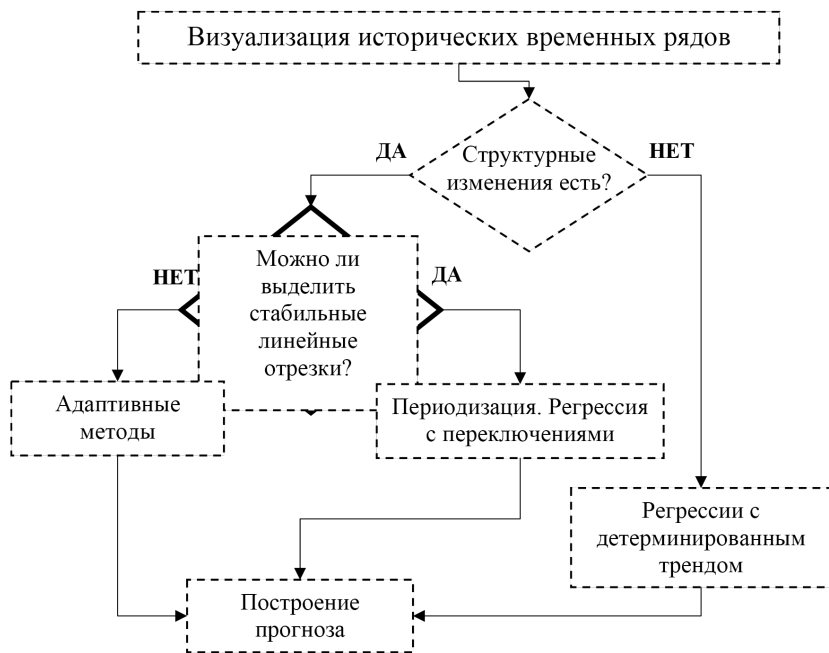 Визуализация исторических временных рядов
ДА
НЕТ
Структурные
изменения есть?
НЕТ
ДА
Можно ли
выделить
стабильные
линейные
отрезки?
Адаптивные
методы
Периодизация. Регрессия
с переключениями
Регрессии с
детерминированным
трендом
Построение
прогноза